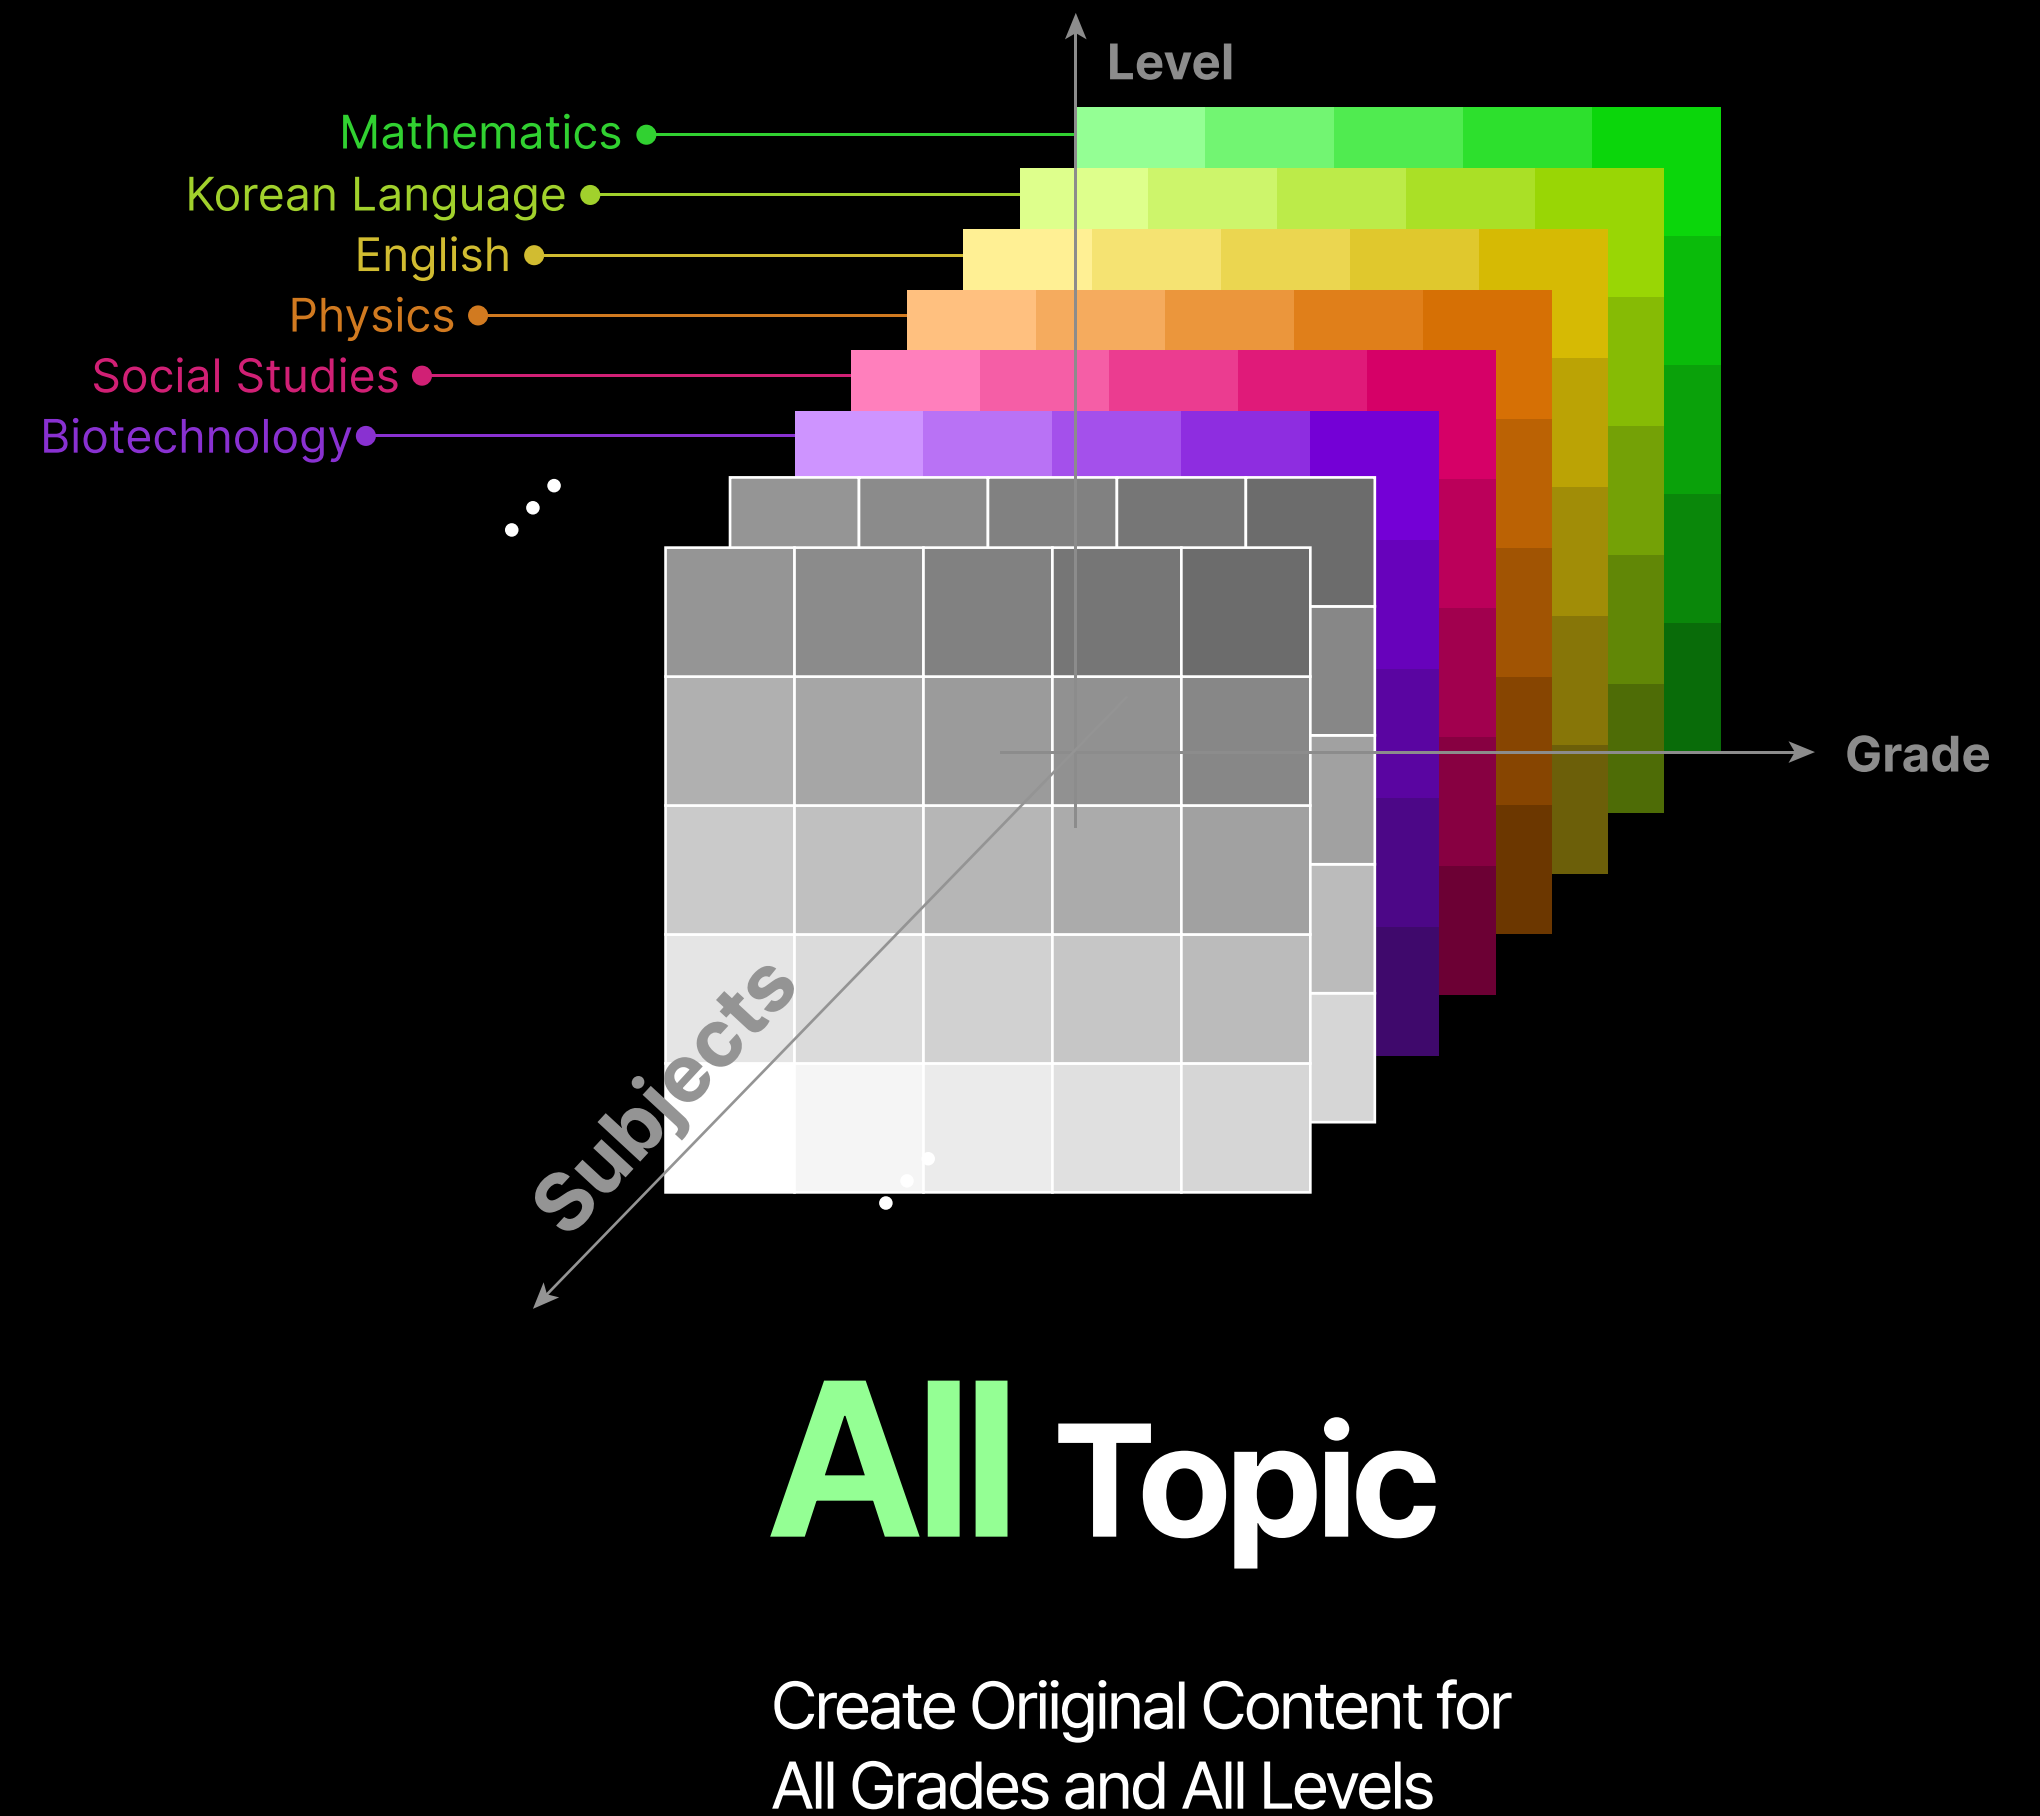 Level
Mathematics
Korean Language
English
Physics
Social Studies
Biotechnology
Grade
Subjects
All Topic
Create Oriiginal Content for
All Grades and All Levels